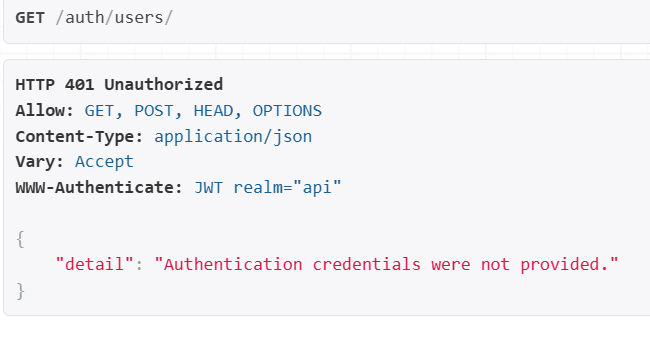 GET /auth/users/
HTTP 401 Unauthorized
Allow: GET, POST, HEAD, OPTIONS
Content-Type: application/json
Vary: Accept
WWW-Authenticate: JWT realm="api"
{
"detail": "Authentication credentials were not provided."
}